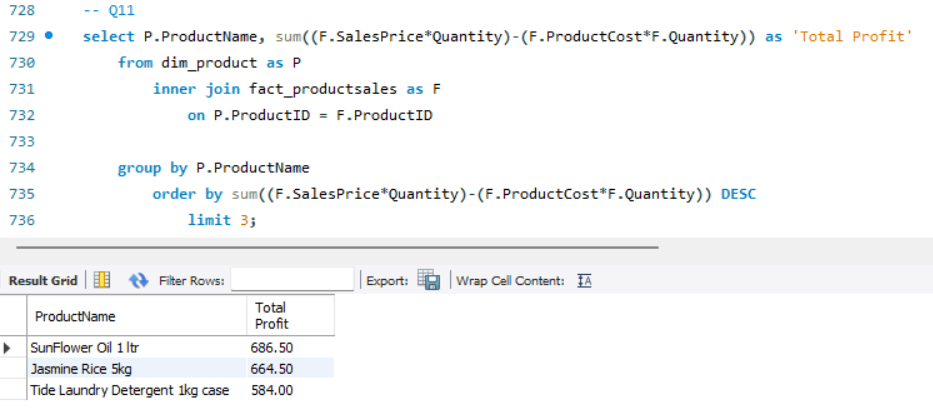 728 -- Q11
729 select P.ProductName, sum((F.SalesPrice*Quantity)-(F.ProductCost*F.Quantity)) as 'Total Profit'
730 from dim_product as P
731 inner join fact_productsales as F
732 on P.ProductID = F.ProductID
733
734 group by P.ProductName
735 order by sum((F.SalesPrice*Quantity)-(F.ProductCost*F.Quantity)) DESC
736 limit 3;
Result Grid Filter Rows: Export: Wrap Cell Content: IA
ProductName Total Profit
SunFlower Oil 1 ltr 686.50
Jasmine Rice 5kg 664.50
Tide Laundry Detergent 1kg case 584.00